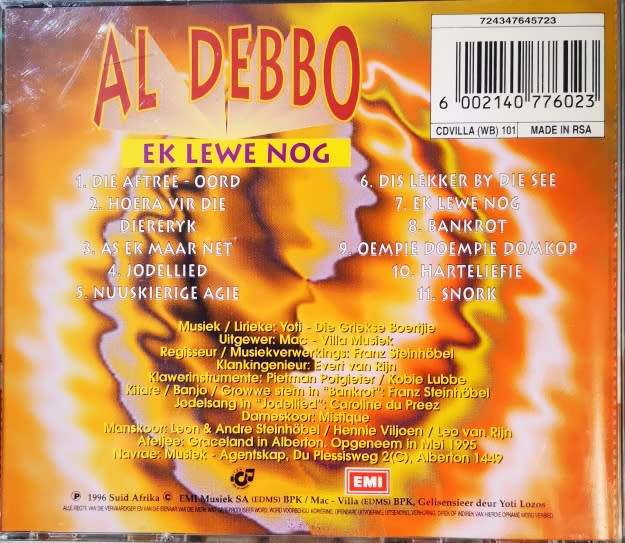 724347645723
AL DEBBO
6 002140 776023
CDVILLA (WB) 101
MADE IN RSA
EK LEWE NOG
1. DIE AFTREE - OORD
2. HOERA VIR DIE
DIERERYK
3. AS EK MAAR NET
4. JODELLIED
5. NUUSKIERIGE AGIE
6. DIS LEKKER BY DIE SEE
7. EK LEWE NOG
8. BANKROT
9. OEMPIE DOEMPIE DOMKOP
10. HARTELIEFIE
11. SNORK
Musiek / Lirieke: Yoti - Die Griekse Boertjie
Uitgewer: Mac - Villa Musiek
Regisseur / Musiekverwerkings: Franz Steinhöbel
Klankingenieur: Evert van Rijn
Klawerinstrumente: Pietman Potgieter / Kobie Lubbe
Kitare / Banjo / Growwe stem in "Bankrot": Franz Steinhöbel
Jodelsang in "Jodellied": Caroline du Preez
Dameskoor: Mistique
Manskoor: Leon & Andre Steinhöbel / Hennie Viljoen / Leo van Rijn
Ateljee: Graceland in Alberton. Opgeneem in Mei 1995
Navrae: Musiek - Agentskap, Du Plessisweg 2(C), Alberton 1449
EMI
℗ 1996 Suid Afrika © EMI Musiek SA (EDMS) BPK / Mac - Villa (EDMS) BPK, Gelisensieer deur Yoti Lozos